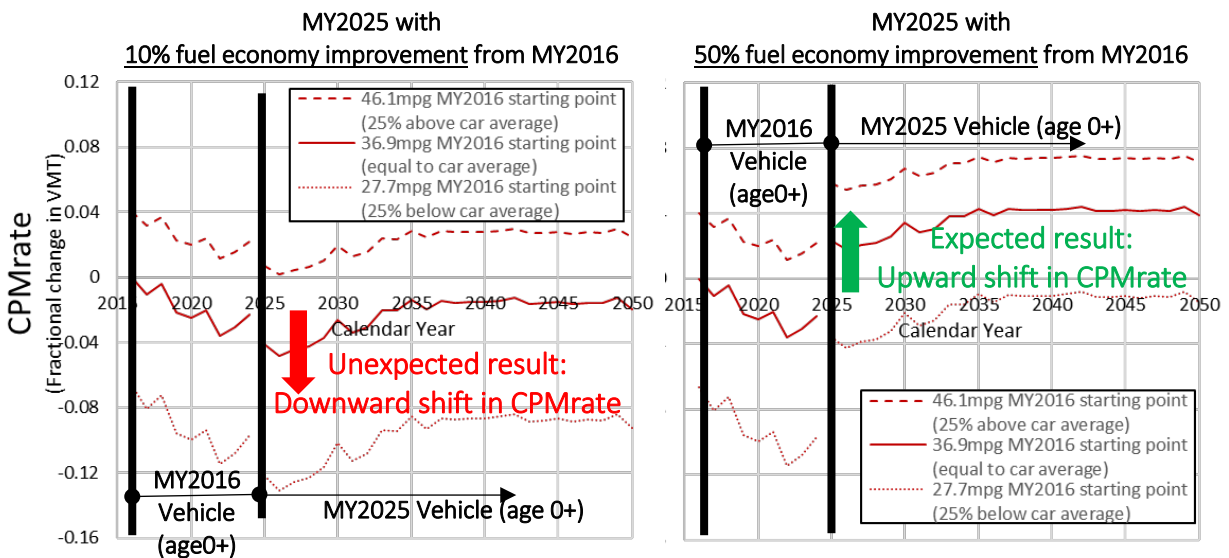 MY2025 with
10% fuel economy improvement from MY2016
CPMrate
(Fractional change in VMT)
0.12
0.08
0.04
0
-0.04
-0.08
-0.12
-0.16
46.1mpg MY2016 starting point
(25% above car average)
36.9mpg MY2016 starting point
(equal to car average)
27.7mpg MY2016 starting point
(25% below car average)
2015
2020
2025
2030
2035
2040
2045
2050
Calendar Year
Unexpected result:
Downward shift in CPMrate
MY2016
Vehicle
(age0+)
MY2025 Vehicle (age 0+)
MY2025 with
50% fuel economy improvement from MY2016
MY2016
Vehicle
(age0+)
MY2025 Vehicle (age 0+)
Expected result:
Upward shift in CPMrate
2015
2020
2025
2030
2035
2040
2045
2050
Calendar Year
46.1mpg MY2016 starting point
(25% above car average)
36.9mpg MY2016 starting point
(equal to car average)
27.7mpg MY2016 starting point
(25% below car average)